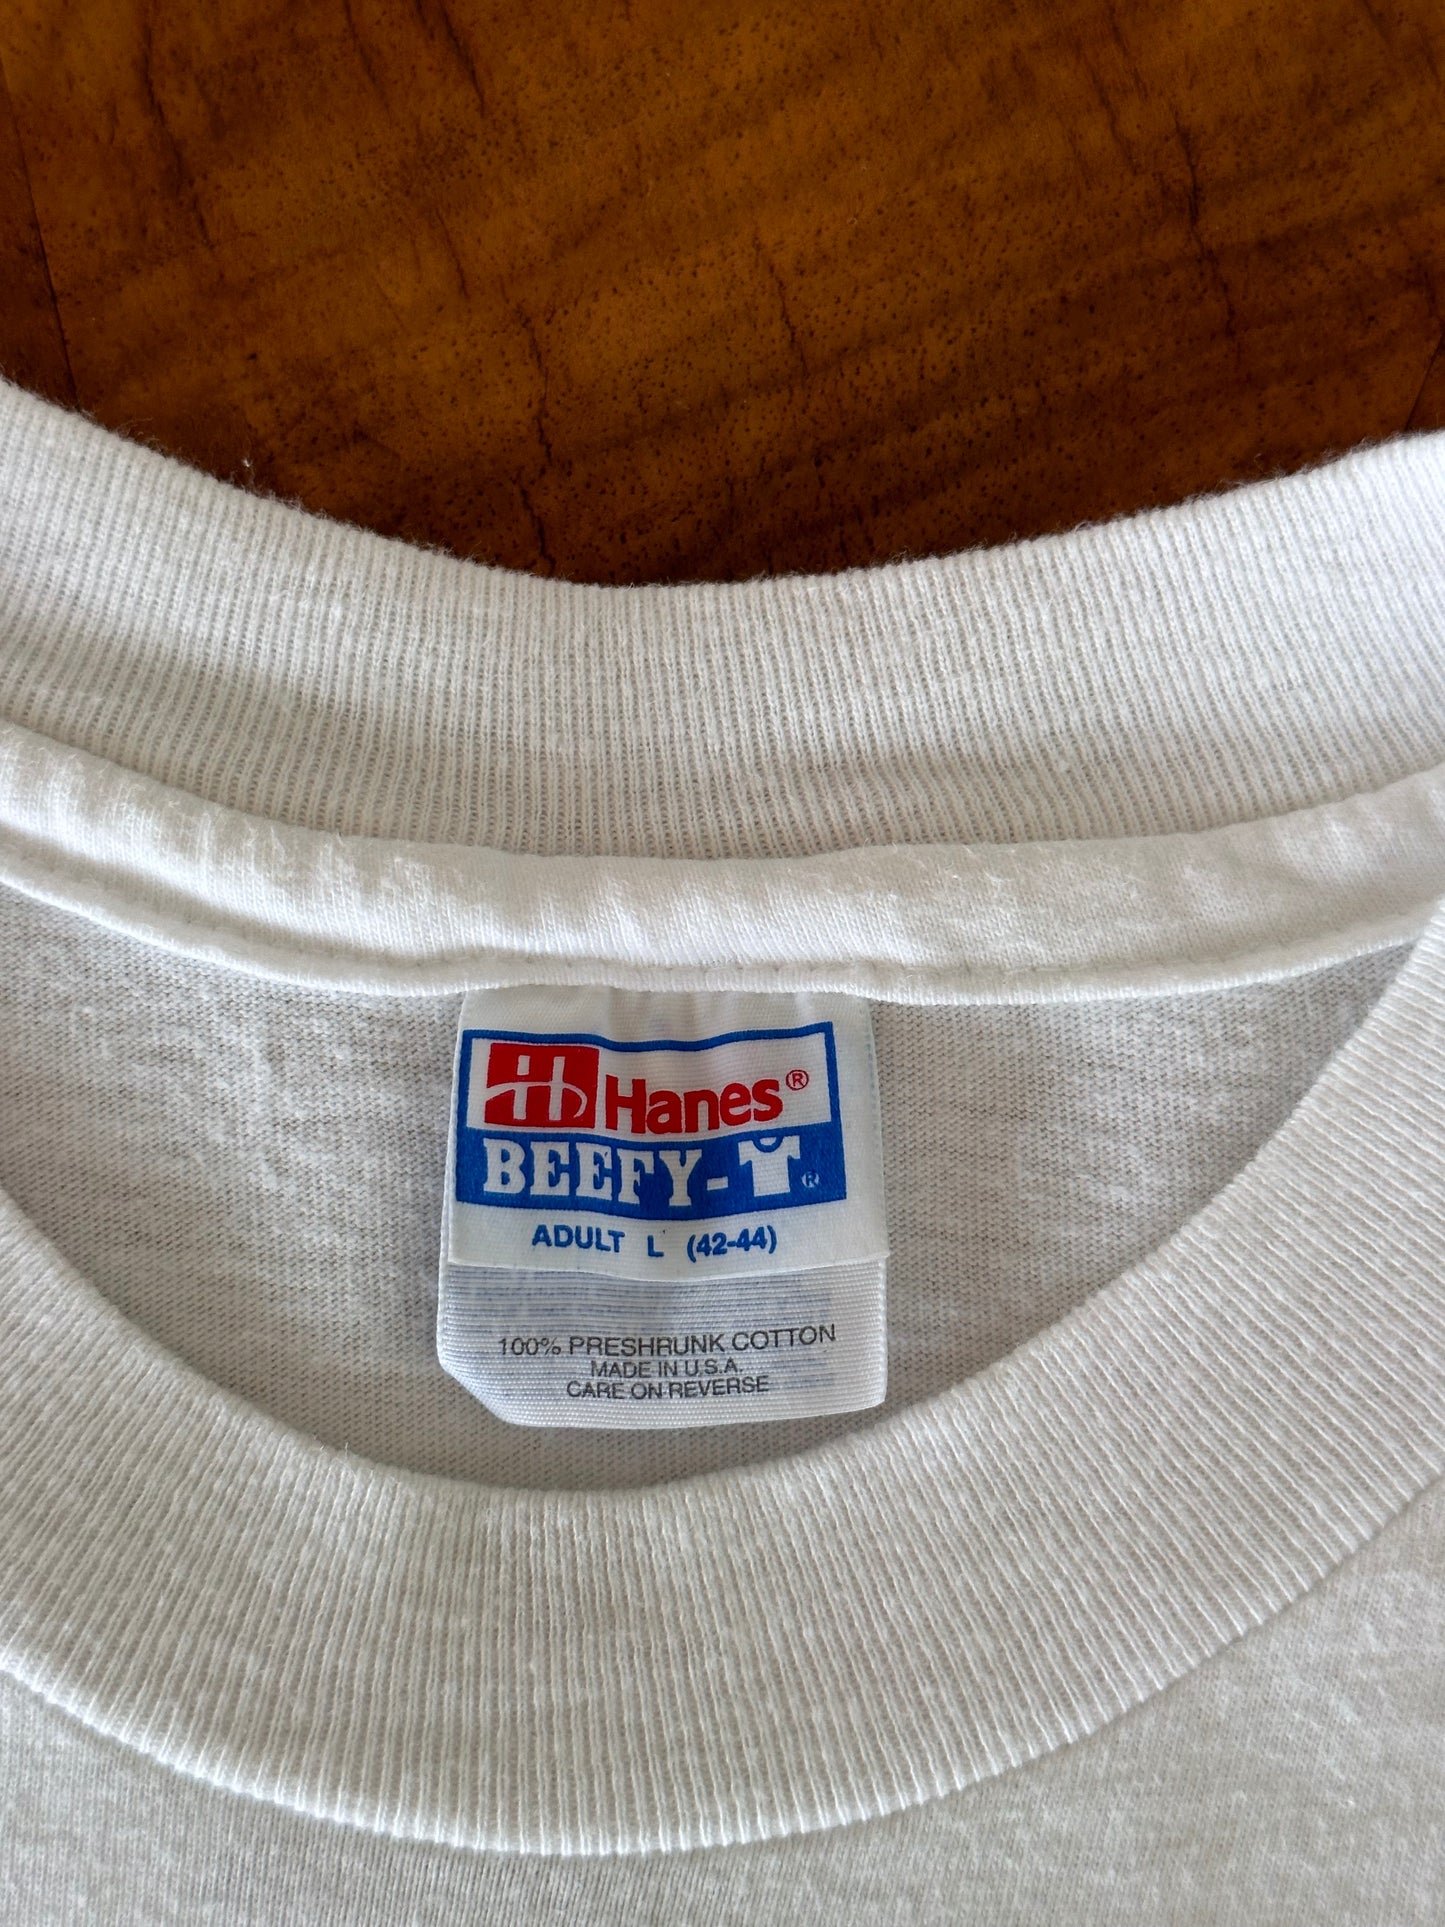 Hanes®
BEEFY-T®
ADULT L (42-44)
100% PRESHRUNK COTTON
MADE IN U.S.A.
CARE ON REVERSE